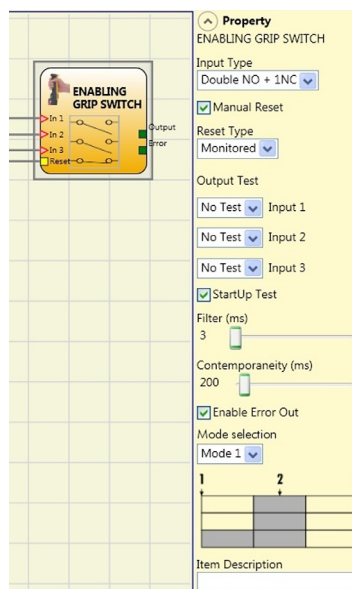 ENABLING
GRIP SWITCH
In 1
In 2
In 3
Reset
Output
Error
Property
ENABLING GRIP SWITCH
Input Type
Double NO + 1NC
Manual Reset
Reset Type
Monitored
Output Test
No Test Input 1
No Test Input 2
No Test Input 3
StartUp Test
Filter (ms)
3
Contemporaneity (ms)
200
Enable Error Out
Mode selection
Mode 1
1 2
Item Description